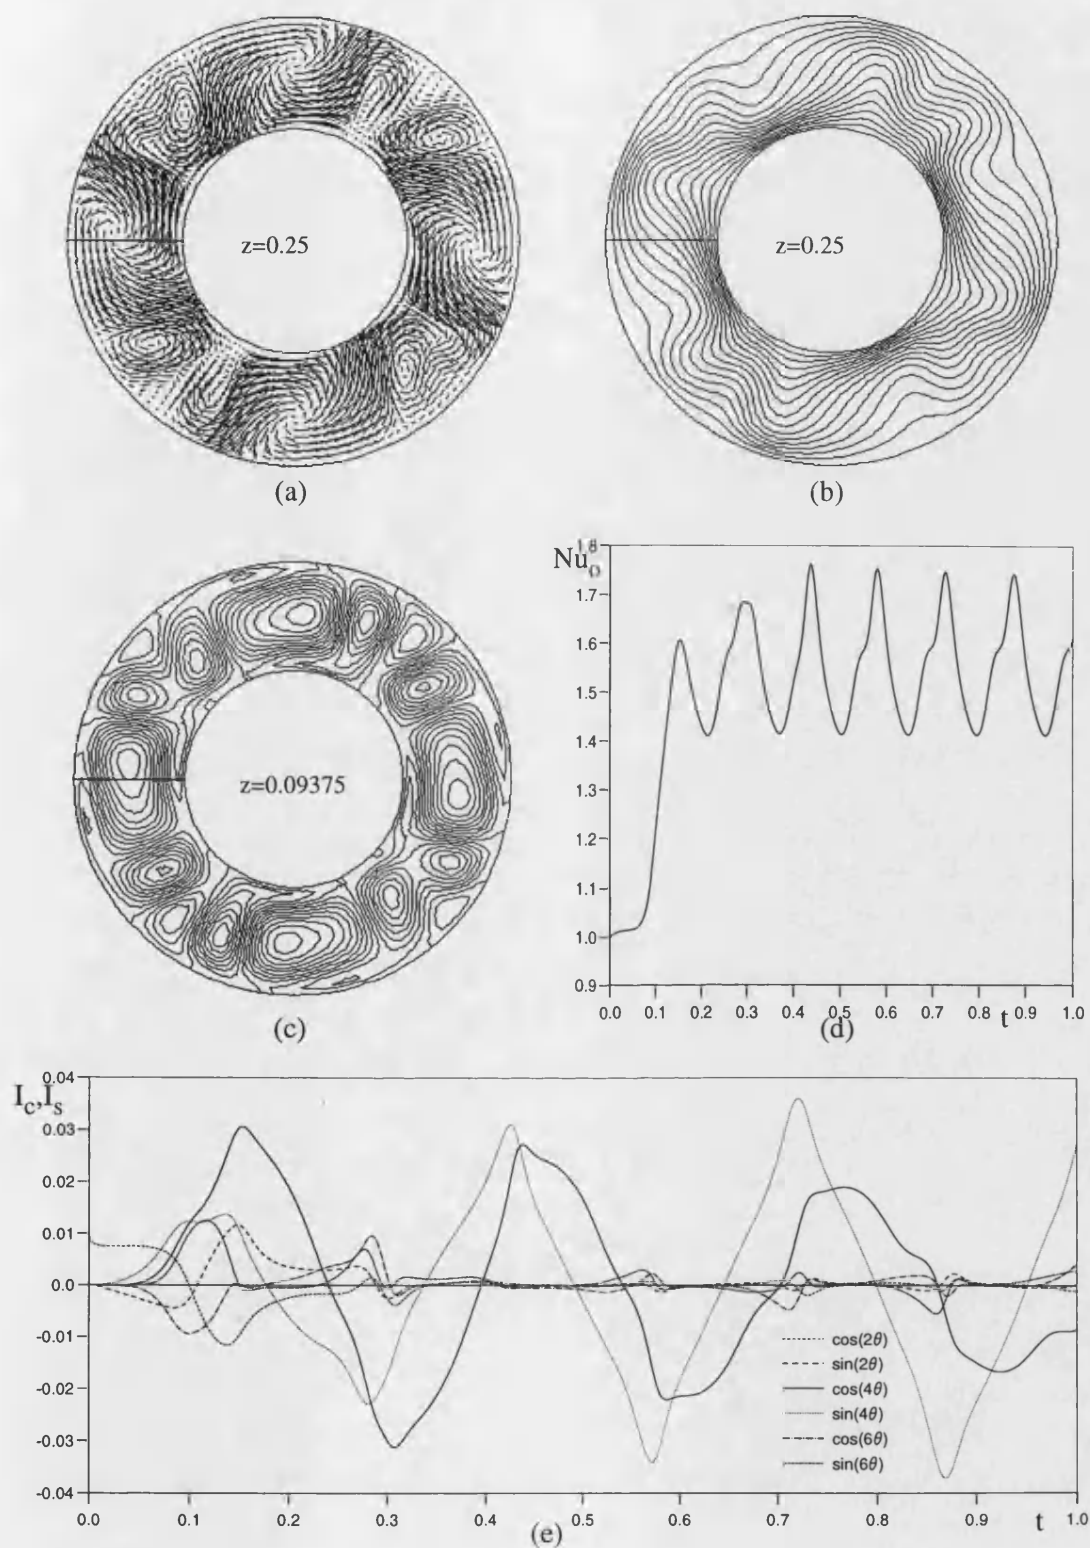 z=0.25
z=0.25
(a)
(b)
z=0.09375
(c)
Nu₀
1.8
1.7
1.6
1.5
1.4
1.3
1.2
1.1
1.0
0.9
0.0 0.1 0.2 0.3 0.4 0.5 0.6 0.7 0.8 0.9 1.0
t
(d)
I_c,I_s
0.04
0.03
0.02
0.01
0.0
-0.01
-0.02
-0.03
-0.04
cos(2θ)
sin(2θ)
cos(4θ)
sin(4θ)
cos(6θ)
sin(6θ)
0.0 0.1 0.2 0.3 0.4 0.5 0.6 0.7 0.8 0.9 1.0
t
(e)